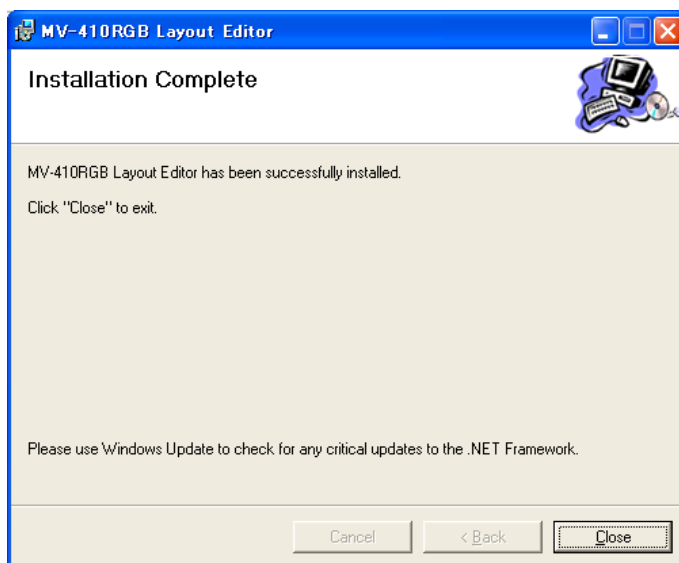 MV-410RGB Layout Editor
Installation Complete
MV-410RGB Layout Editor has been successfully installed.
Click "Close" to exit.
Please use Windows Update to check for any critical updates to the .NET Framework.
Cancel
< Back
Close